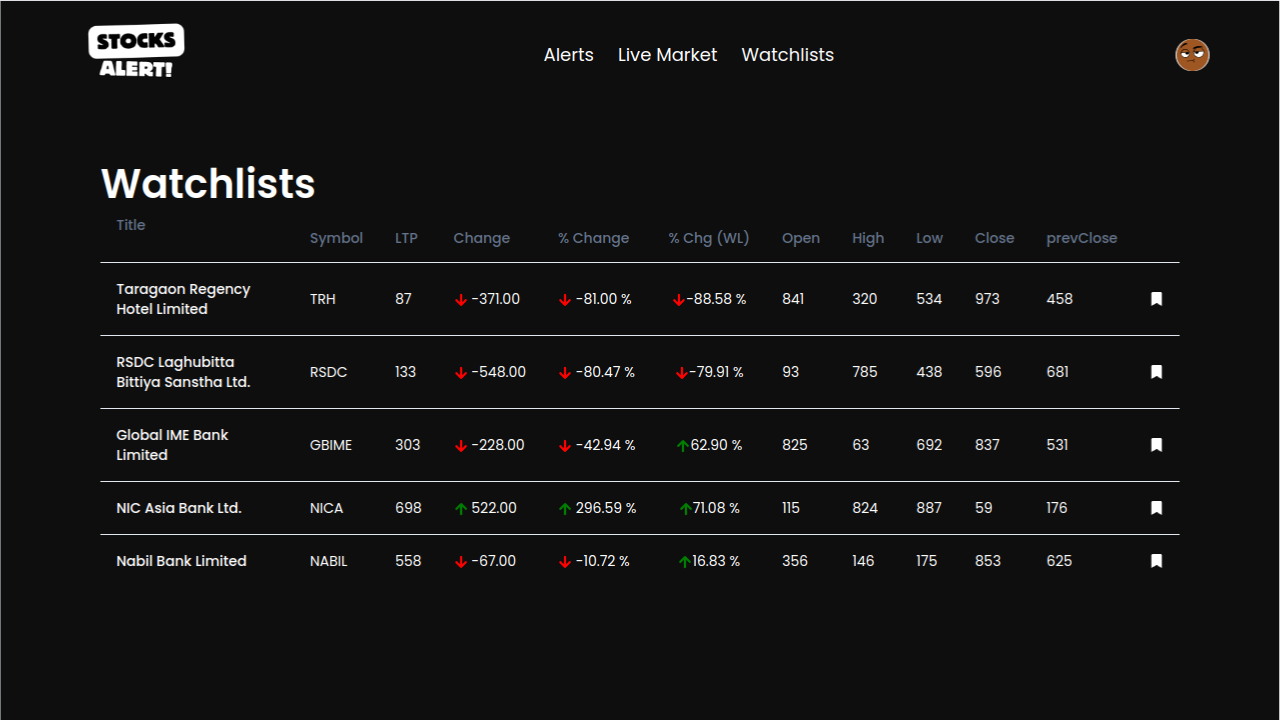 STOCKS
ALERT!
Alerts Live Market Watchlists
Watchlists
Title Symbol LTP Change % Change % Chg (WL) Open High Low Close prevClose
Taragaon Regency
Hotel Limited
TRH 87 -371.00 -81.00 % -88.58 % 841 320 534 973 458
RSDC Laghubitta
Bittiya Sanstha Ltd.
RSDC 133 -548.00 -80.47 % -79.91 % 93 785 438 596 681
Global IME Bank
Limited
GBIME 303 -228.00 -42.94 % 62.90 % 825 63 692 837 531
NIC Asia Bank Ltd. NICA 698 522.00 296.59 % 71.08 % 115 824 887 59 176
Nabil Bank Limited NABIL 558 -67.00 -10.72 % 16.83 % 356 146 175 853 625